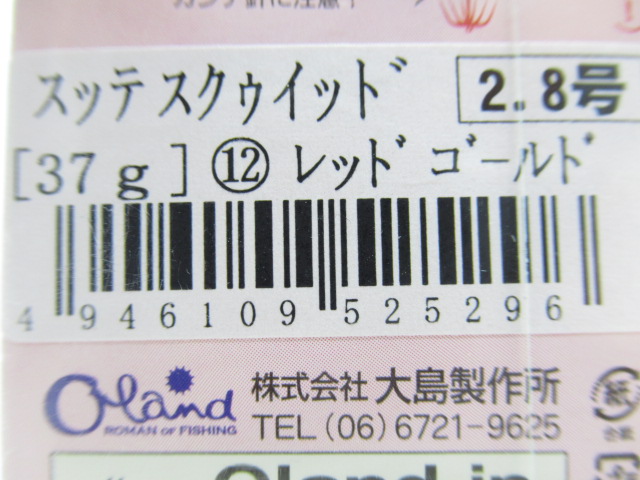 スッテ スクゥイッド 2.8号
[37g] ⑫ レッド ゴールド
4 946109 525296
Oland 株式会社 大島製作所
ROMAN OF FISHING TEL (06) 6721-9625